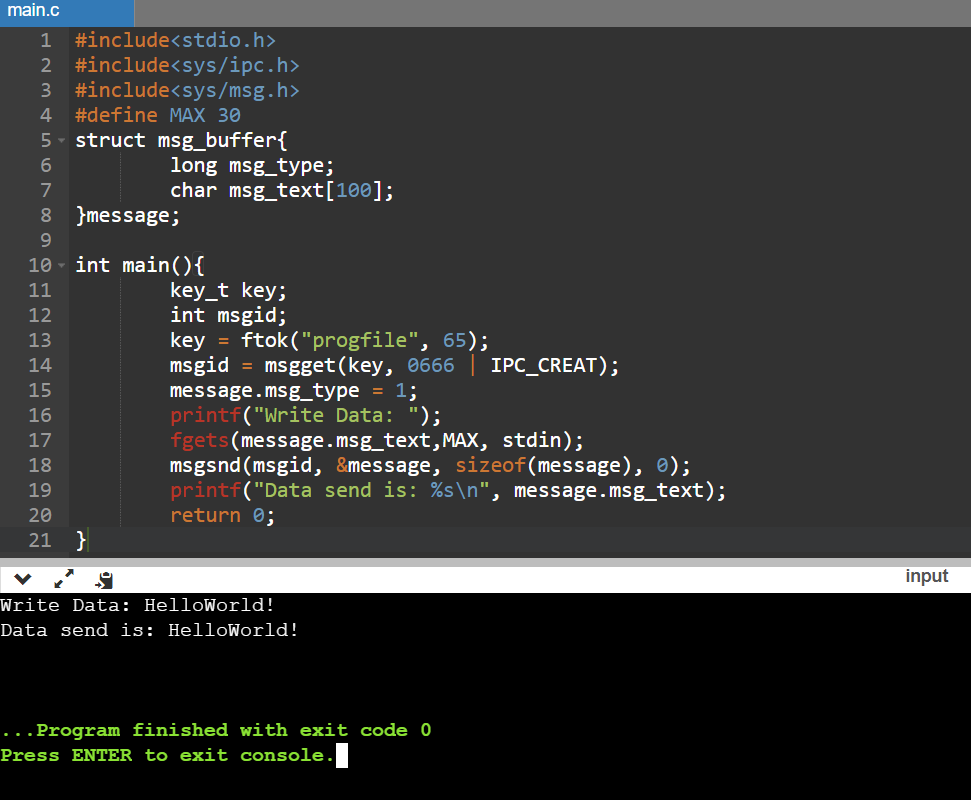 main.c
1 #include<stdio.h>
2 #include<sys/ipc.h>
3 #include<sys/msg.h>
4 #define MAX 30
5 struct msg_buffer{
6 long msg_type;
7 char msg_text[100];
8 }message;
9
10 int main(){
11 key_t key;
12 int msgid;
13 key = ftok("progfile", 65);
14 msgid = msgget(key, 0666 | IPC_CREAT);
15 message.msg_type = 1;
16 printf("Write Data: ");
17 fgets(message.msg_text,MAX, stdin);
18 msgsnd(msgid, &message, sizeof(message), 0);
19 printf("Data send is: %s\n", message.msg_text);
20 return 0;
21 }
input
Write Data: HelloWorld!
Data send is: HelloWorld!
...Program finished with exit code 0
Press ENTER to exit console.